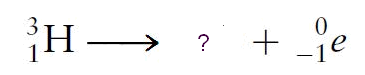 ³₁H ⟶ ? + ⁰₋₁e